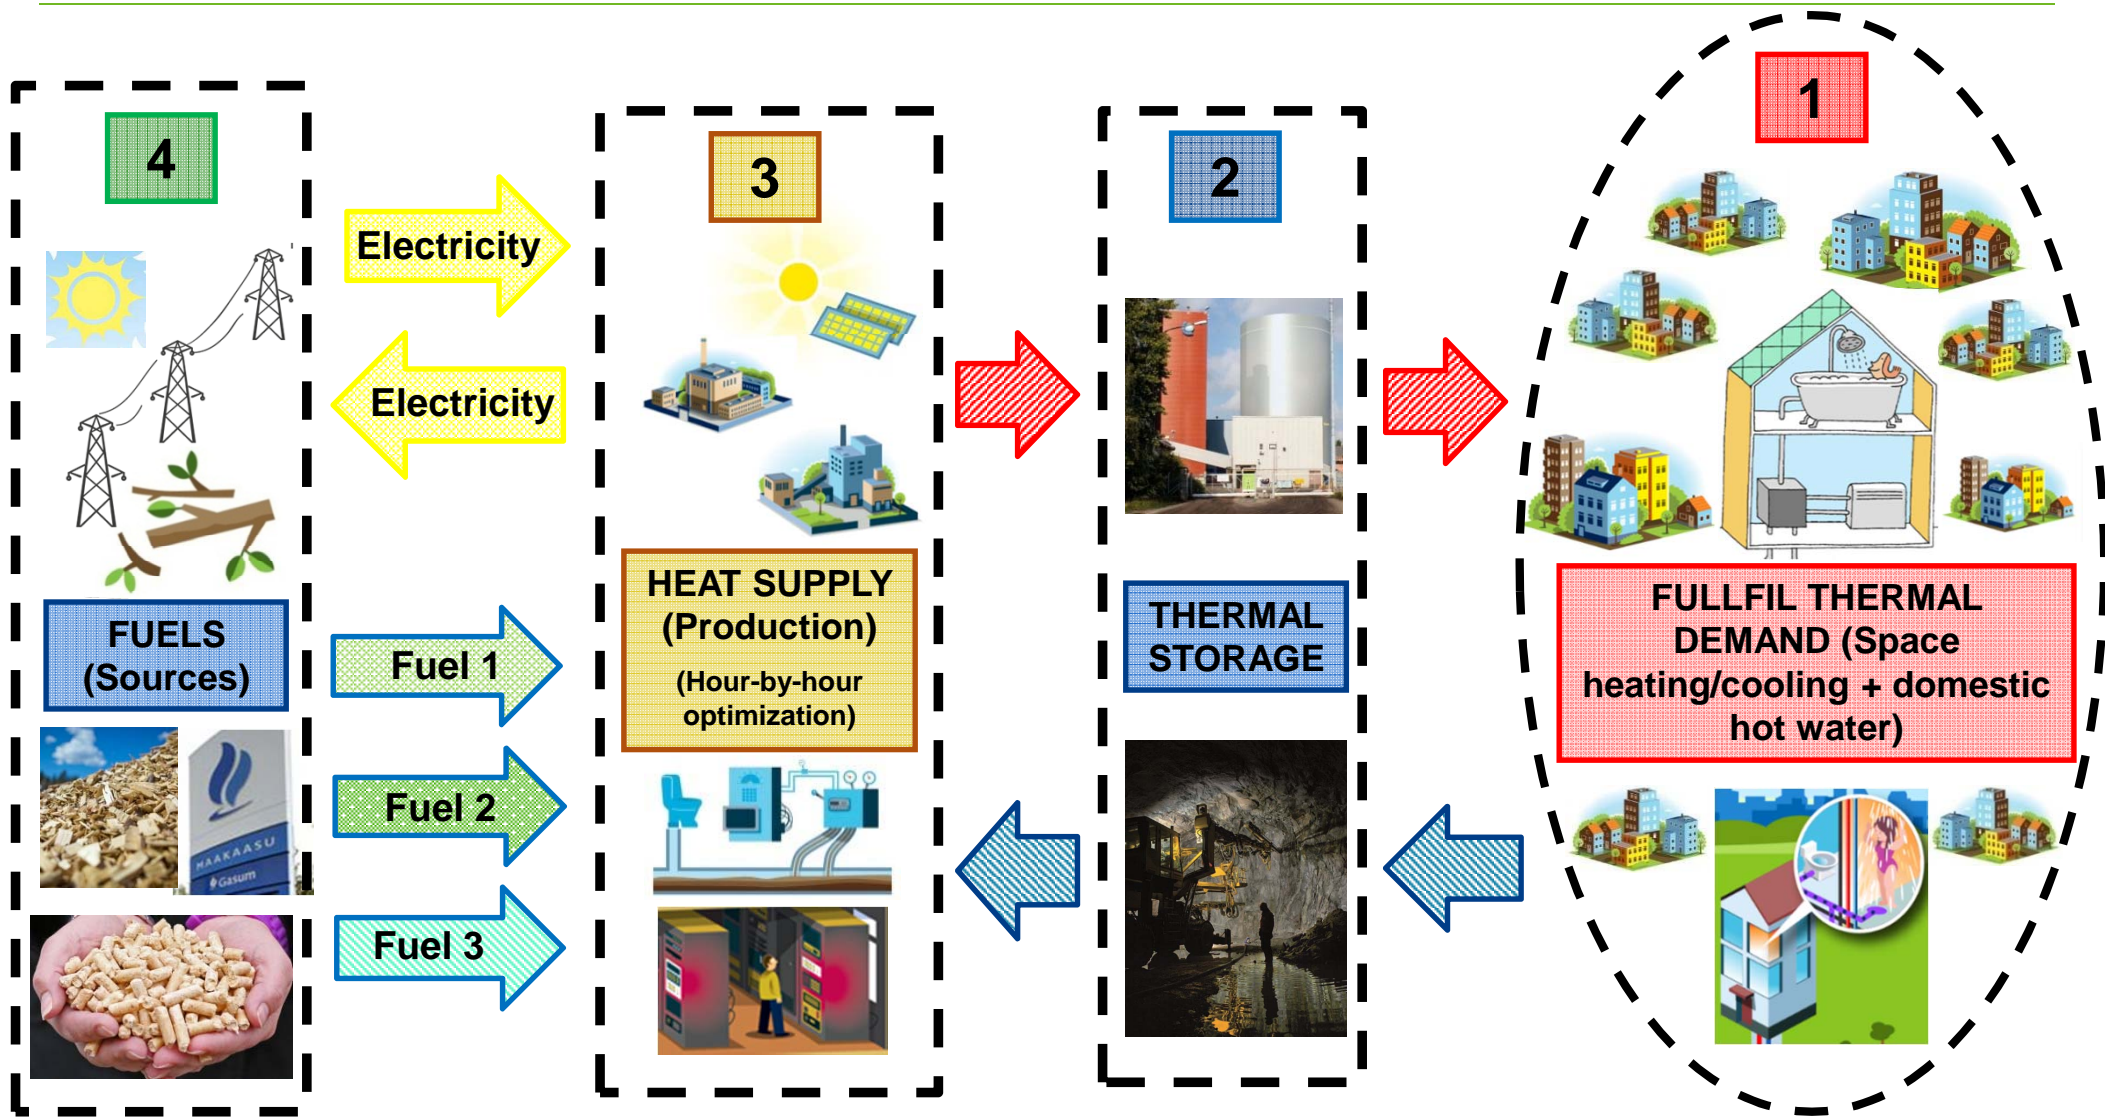 4
3
2
1
Electricity
Electricity
HEAT SUPPLY
(Production)
(Hour-by-hour
optimization)
THERMAL
STORAGE
FULLFIL THERMAL
DEMAND (Space
heating/cooling + domestic
hot water)
FUELS
(Sources)
Fuel 1
Fuel 2
Fuel 3
MAAKAASU
Gasum